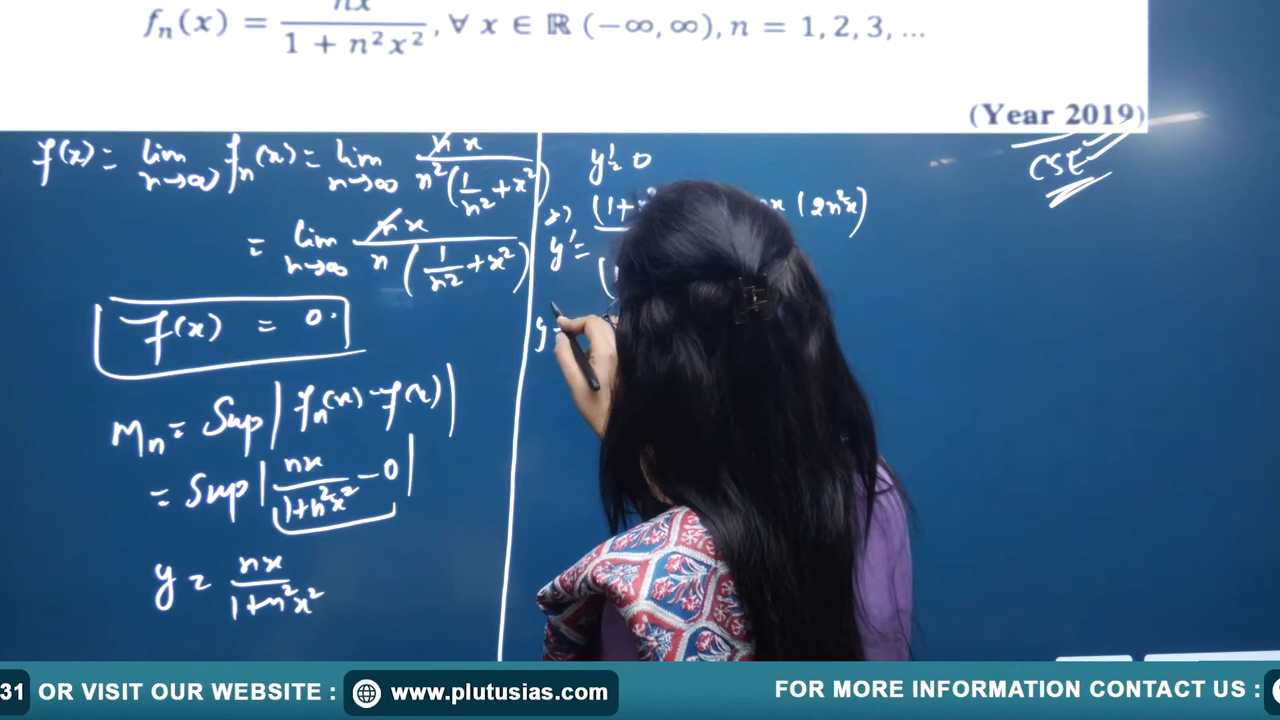 fₙ(x) = nx / (1 + n²x²), ∀ x ∈ ℝ (−∞, ∞), n = 1, 2, 3, ...
(Year 2019)
CSE
f(x) = lim n→∞ fₙ(x) = lim n→∞ nx / n²(1/n² + x²)
= lim n→∞ nx / n(1/n² + x²)
f(x) = 0.
Mₙ = Sup | fₙ(x) − f(x) |
= Sup | nx / (1+n²x²) − 0 |
y = nx / (1+n²x²)
y' = 0
y' =
(2n²x)
31 OR VISIT OUR WEBSITE : www.plutusias.com FOR MORE INFORMATION CONTACT US :